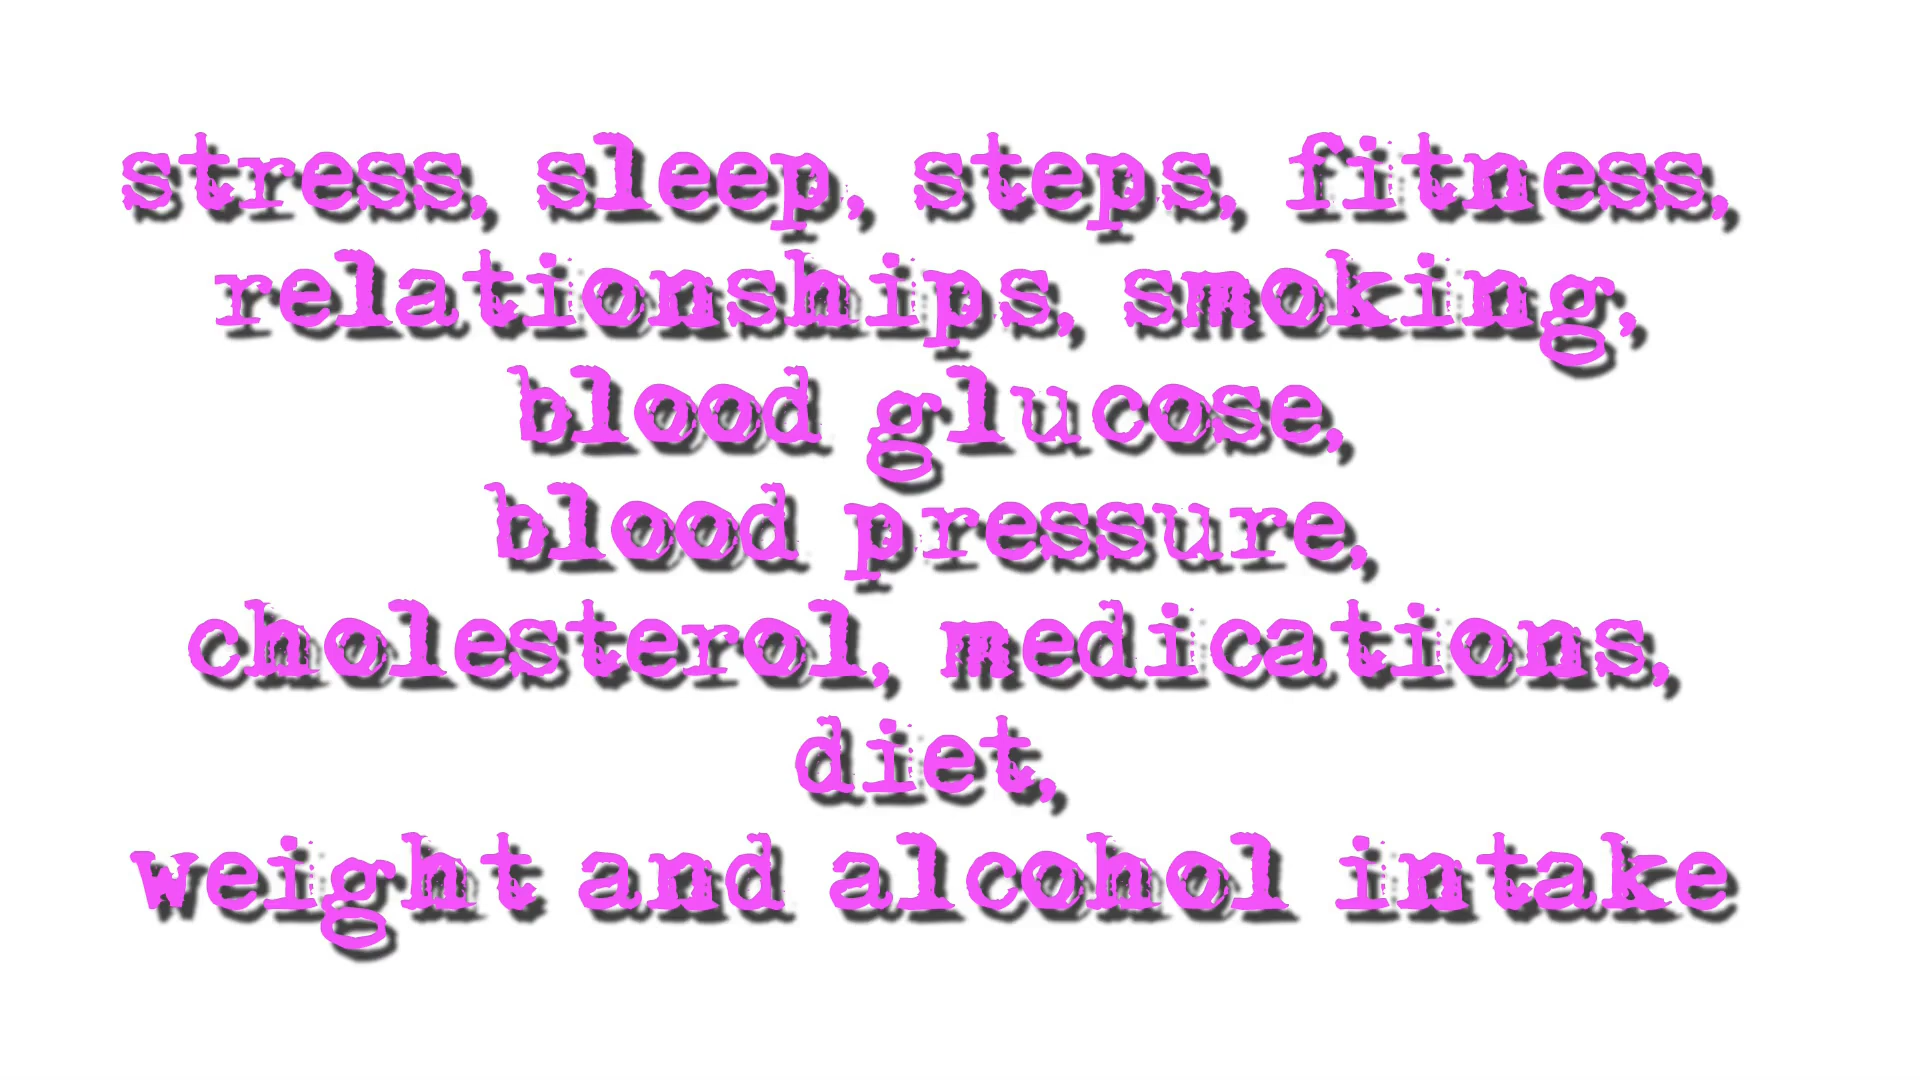 stress, sleep, steps, fitness,
relationships, smoking,
blood glucose,
blood pressure,
cholesterol, medications,
diet,
weight and alcohol intake